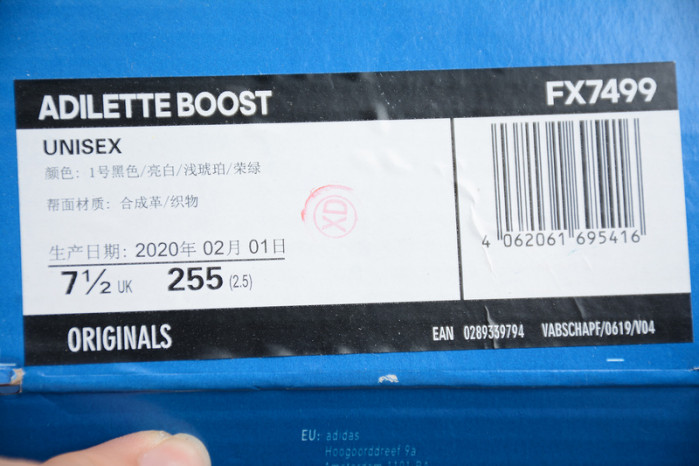 ADILETTE BOOST FX7499
UNISEX
颜色: 1号黑色/亮白/浅琥珀/荣绿
帮面材质: 合成革/织物
XD
生产日期: 2020年 02月 01日
7½ UK 255 (2.5)
4 062061 695416
ORIGINALS EAN 0289339794 VABSCHAPF/0619/V04
EU: adidas
Hoogoorddreef 9a